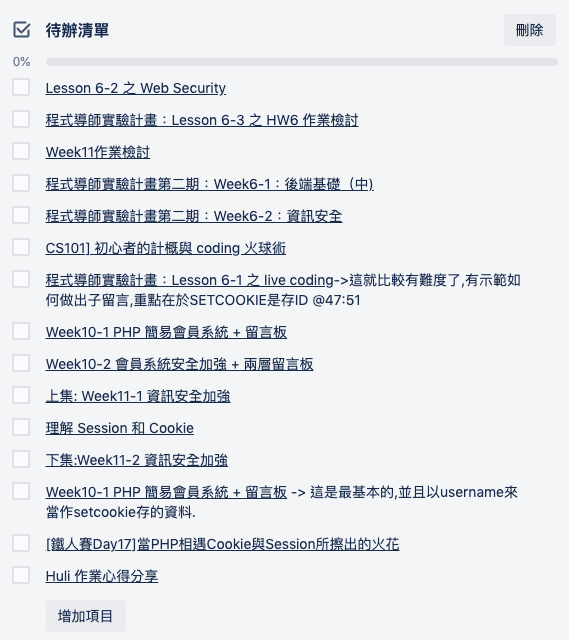 待辦清單
刪除
0%
Lesson 6-2 之 Web Security
程式導師實驗計畫：Lesson 6-3 之 HW6 作業檢討
Week11作業檢討
程式導師實驗計畫第二期：Week6-1：後端基礎（中)
程式導師實驗計畫第二期：Week6-2：資訊安全
CS101] 初心者的計概與 coding 火球術
程式導師實驗計畫：Lesson 6-1 之 live coding->這就比較有難度了,有示範如
何做出子留言,重點在於SETCOOKIE是存ID @47:51
Week10-1 PHP 簡易會員系統 + 留言板
Week10-2 會員系統安全加強 + 兩層留言板
上集: Week11-1 資訊安全加強
理解 Session 和 Cookie
下集:Week11-2 資訊安全加強
Week10-1 PHP 簡易會員系統 + 留言板 -> 這是最基本的,並且以username來
當作setcookie存的資料.
[鐵人賽Day17]當PHP相遇Cookie與Session所擦出的火花
Huli 作業心得分享
增加項目